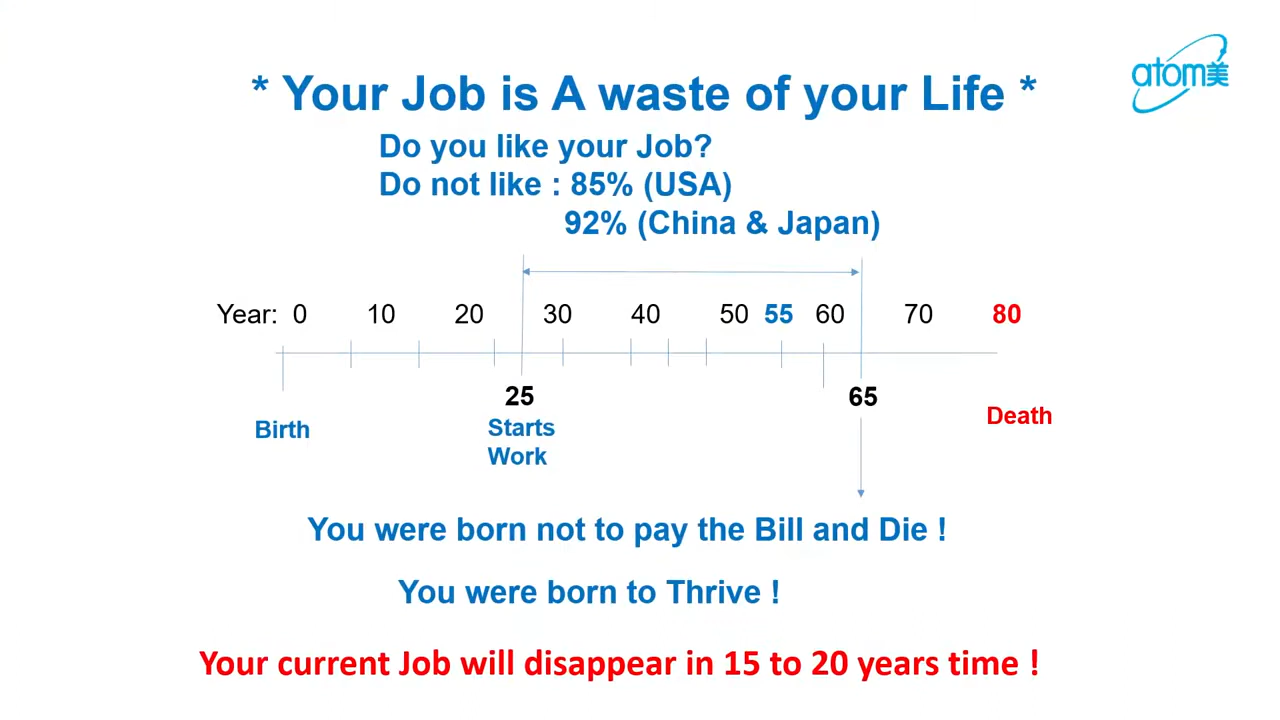 atom美
* Your Job is A waste of your Life *
Do you like your Job?
Do not like : 85% (USA)
92% (China & Japan)
Year: 0 10 20 30 40 50 55 60 70 80
25 65
Birth Starts Work Death
You were born not to pay the Bill and Die !
You were born to Thrive !
Your current Job will disappear in 15 to 20 years time !